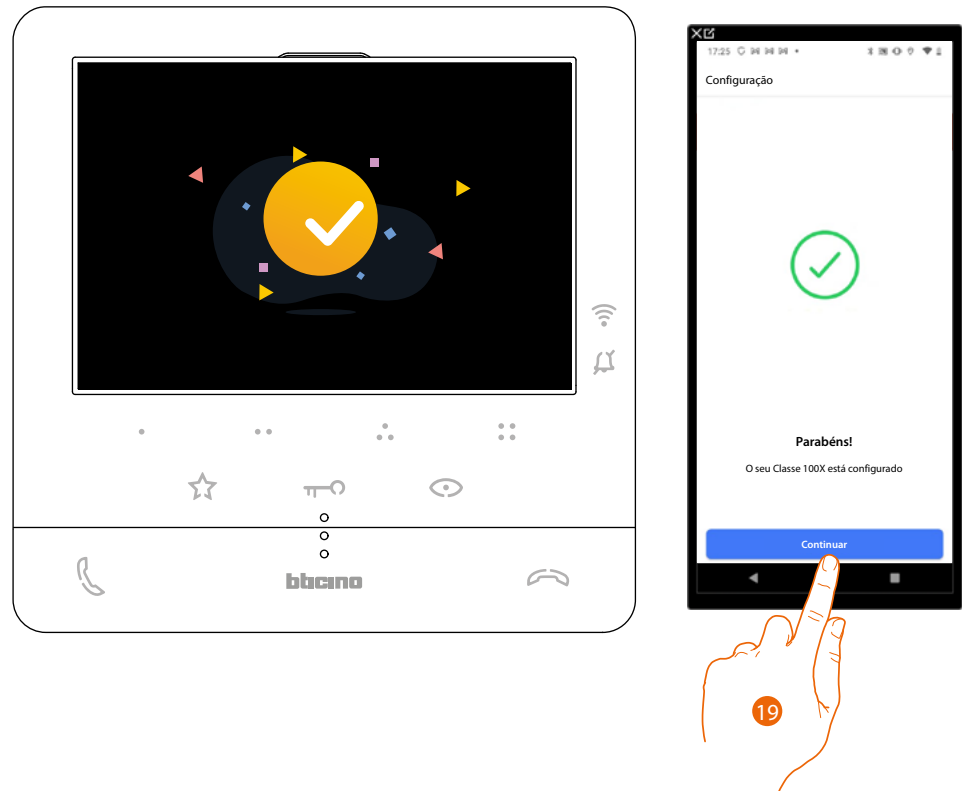 17:25
Configuração
Parabéns!
O seu Classe 100X está configurado
Continuar
bticino
19